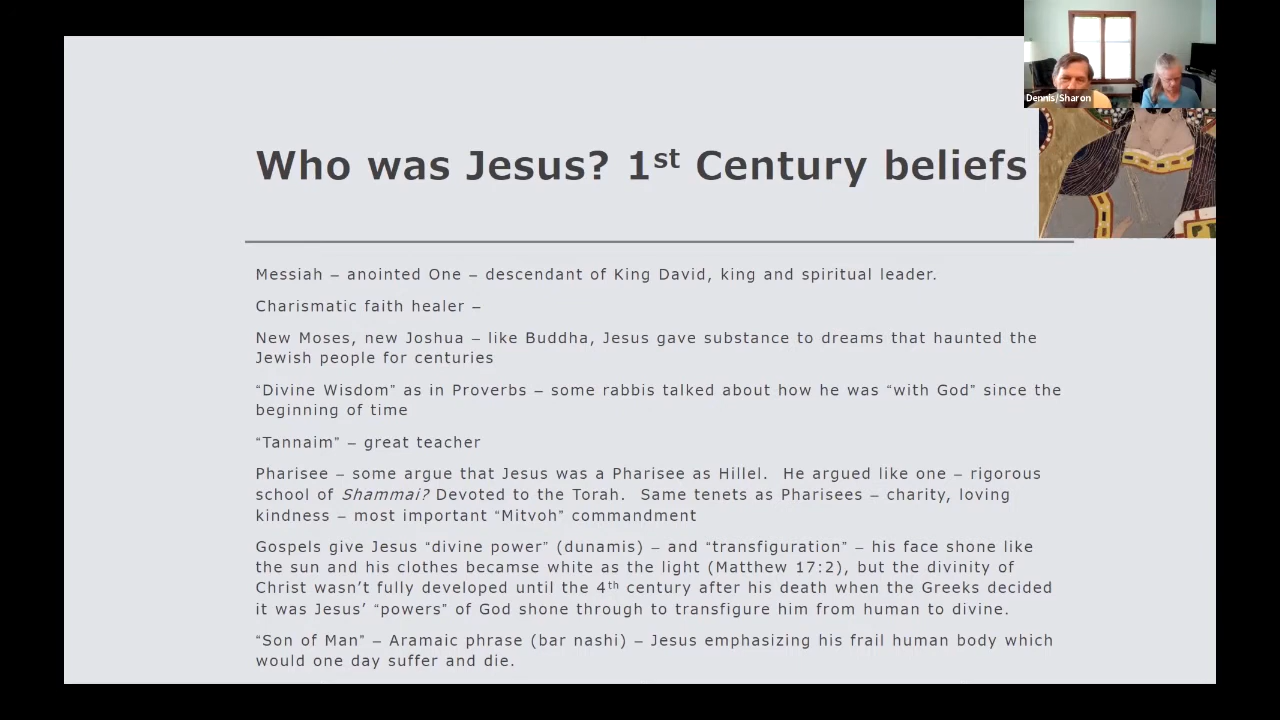 Dennis/Sharon
Who was Jesus? 1st Century beliefs
Messiah – anointed One – descendant of King David, king and spiritual leader.
Charismatic faith healer –
New Moses, new Joshua – like Buddha, Jesus gave substance to dreams that haunted the
Jewish people for centuries
“Divine Wisdom” as in Proverbs – some rabbis talked about how he was “with God” since the
beginning of time
“Tannaim” – great teacher
Pharisee – some argue that Jesus was a Pharisee as Hillel.  He argued like one – rigorous
school of Shammai? Devoted to the Torah.  Same tenets as Pharisees – charity, loving
kindness – most important “Mitvoh” commandment
Gospels give Jesus “divine power” (dunamis) – and “transfiguration” – his face shone like
the sun and his clothes becamse white as the light (Matthew 17:2), but the divinity of
Christ wasn’t fully developed until the 4th century after his death when the Greeks decided
it was Jesus’ “powers” of God shone through to transfigure him from human to divine.
“Son of Man” – Aramaic phrase (bar nashi) – Jesus emphasizing his frail human body which
would one day suffer and die.